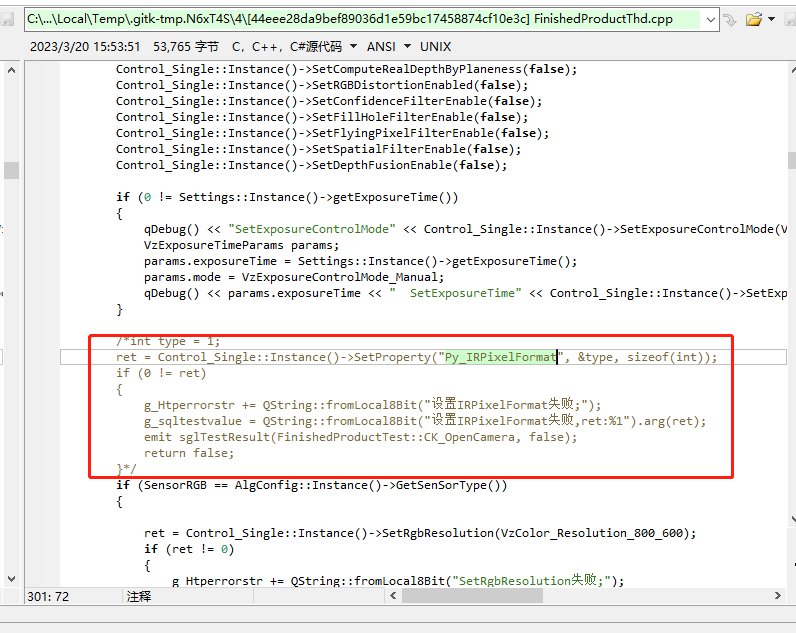 C:\...\Local\Temp\.gitk-tmp.N6xT4S\4\[44eee28da9bef89036d1e59bc17458874cf10e3c] FinishedProductThd.cpp
2023/3/20 15:53:51 53,765 字节 C，C++，C#源代码 ANSI UNIX
Control_Single::Instance()->SetComputeRealDepthByPlaneness(false);
Control_Single::Instance()->SetRGBDistortionEnabled(false);
Control_Single::Instance()->SetConfidenceFilterEnable(false);
Control_Single::Instance()->SetFillHoleFilterEnable(false);
Control_Single::Instance()->SetFlyingPixelFilterEnable(false);
Control_Single::Instance()->SetSpatialFilterEnable(false);
Control_Single::Instance()->SetDepthFusionEnable(false);
if (0 != Settings::Instance()->getExposureTime())
{
qDebug() << "SetExposureControlMode" << Control_Single::Instance()->SetExposureControlMode(V
VzExposureTimeParams params;
params.exposureTime = Settings::Instance()->getExposureTime();
params.mode = VzExposureControlMode_Manual;
qDebug() << params.exposureTime << "  SetExposureTime" << Control_Single::Instance()->SetExp
}
/*int type = 1;
ret = Control_Single::Instance()->SetProperty("Py_IRPixelFormat", &type, sizeof(int));
if (0 != ret)
{
g_Htperrorstr += QString::fromLocal8Bit("设置IRPixelFormat失败;");
g_sqltestvalue = QString::fromLocal8Bit("设置IRPixelFormat失败,ret:%1").arg(ret);
emit sglTestResult(FinishedProductTest::CK_OpenCamera, false);
return false;
}*/
if (SensorRGB == AlgConfig::Instance()->GetSenSorType())
{
ret = Control_Single::Instance()->SetRgbResolution(VzColor_Resolution_800_600);
if (ret != 0)
{
g_Htperrorstr += QString::fromLocal8Bit("SetRgbResolution失败;");
301: 72 注释